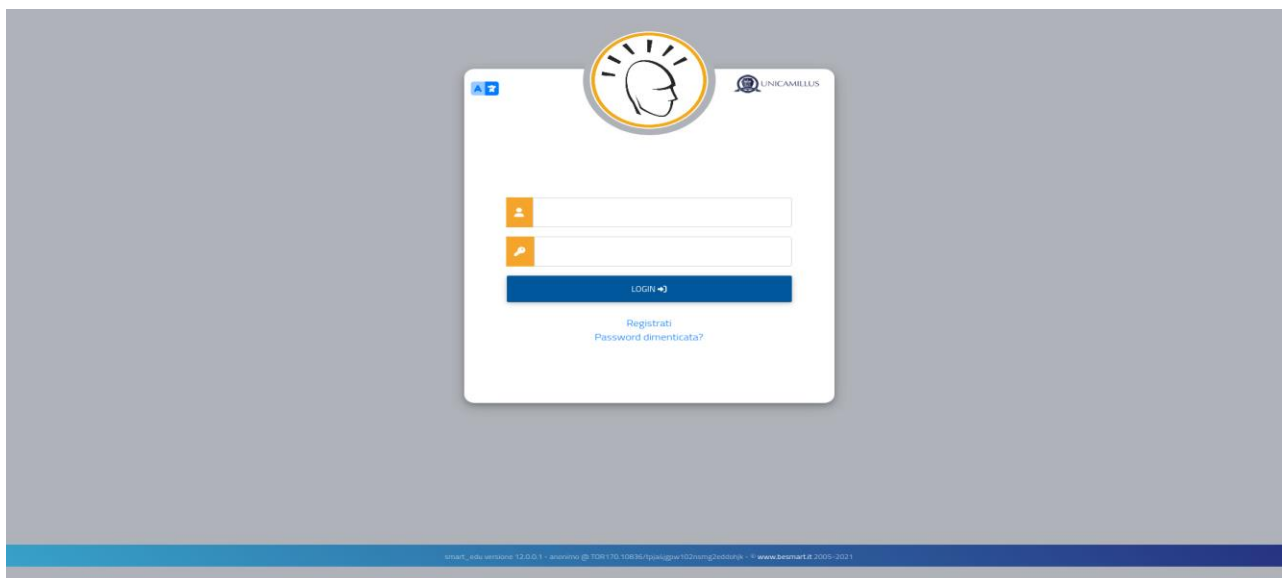 UNICAMILLUS
LOGIN
Registrati
Password dimenticata?
smart_edu versione 12.0.0.1 - anonimo @ www.besmart.it 2005-2021